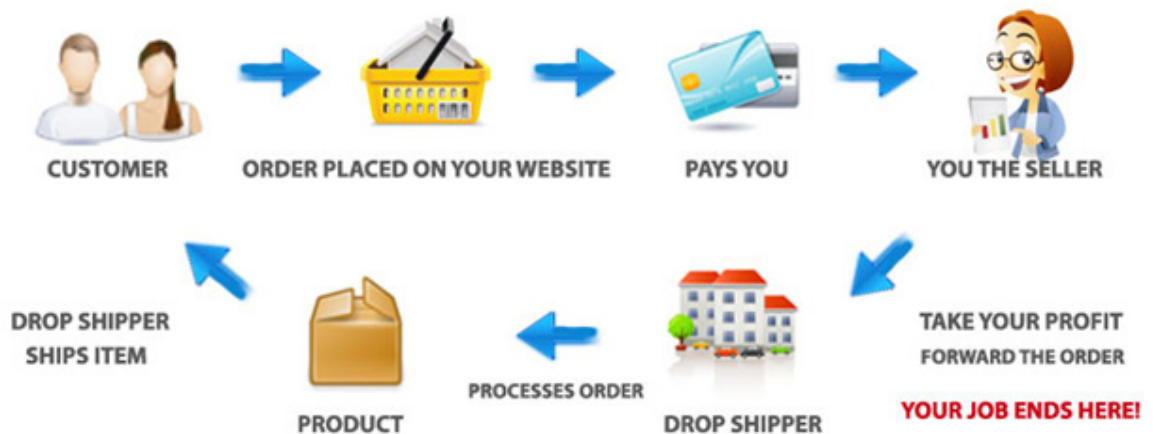 CUSTOMER
ORDER PLACED ON YOUR WEBSITE
PAYS YOU
YOU THE SELLER
TAKE YOUR PROFIT
FORWARD THE ORDER
YOUR JOB ENDS HERE!
DROP SHIPPER
PROCESSES ORDER
PRODUCT
DROP SHIPPER
SHIPS ITEM